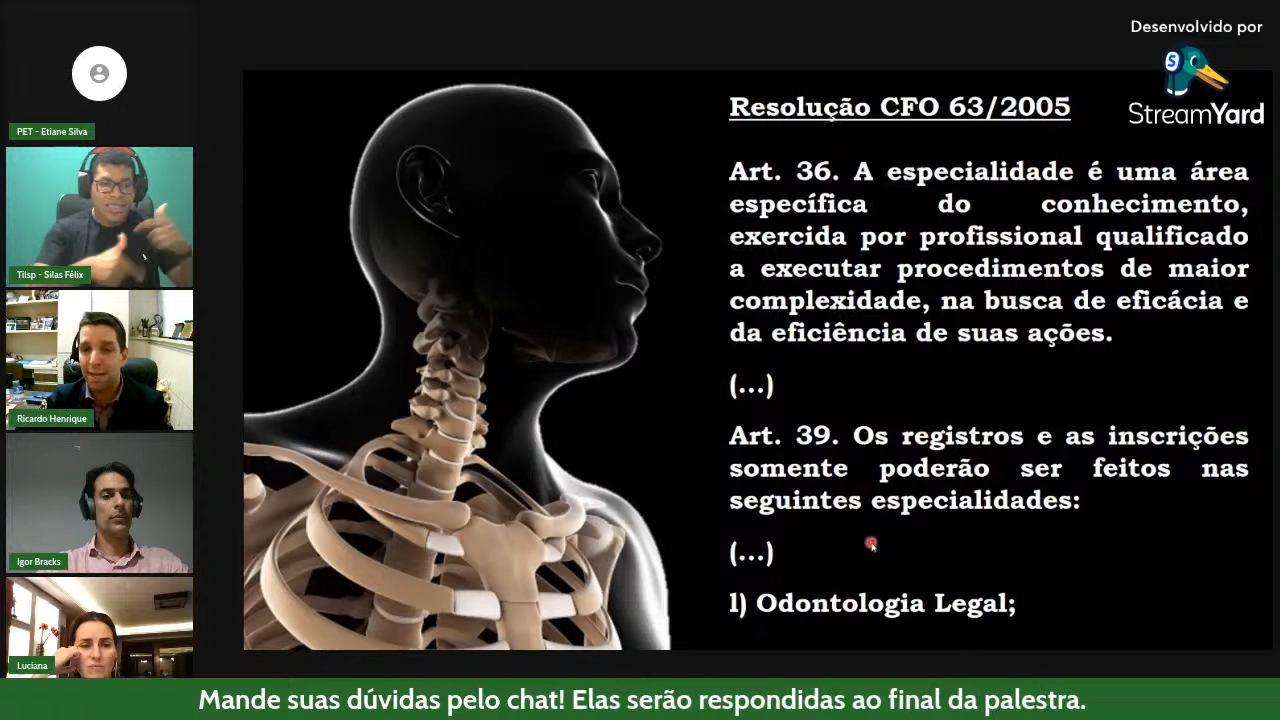 Desenvolvido por
S
StreamYard
PET - Etiane Silva
Tilsp - Silas Félix
Ricardo Henrique
Igor Bracks
Luciana
Resolução CFO 63/2005
Art. 36. A especialidade é uma área
específica do conhecimento,
exercida por profissional qualificado
a executar procedimentos de maior
complexidade, na busca de eficácia e
da eficiência de suas ações.
(...)
Art. 39. Os registros e as inscrições
somente poderão ser feitos nas
seguintes especialidades:
(...)
l) Odontologia Legal;
Mande suas dúvidas pelo chat! Elas serão respondidas ao final da palestra.